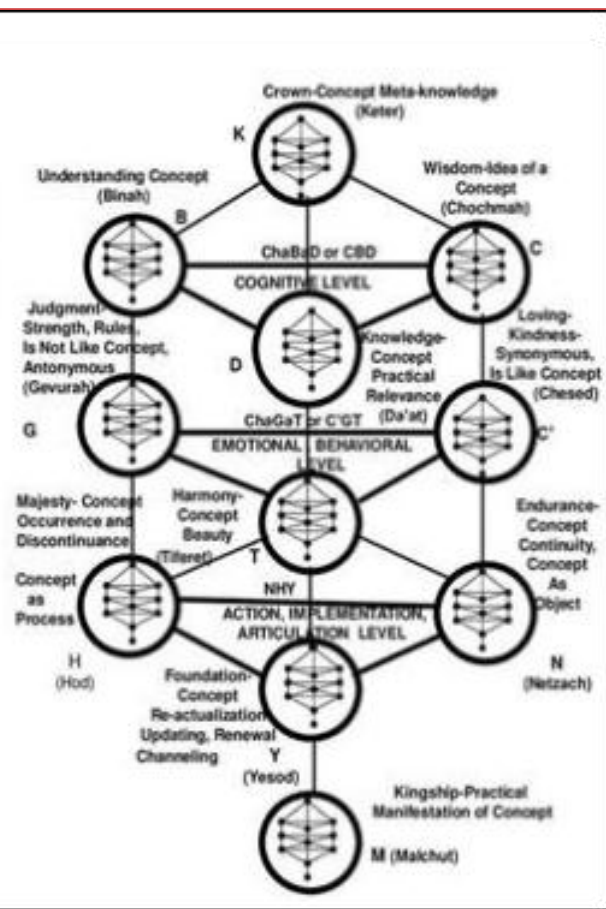 Crown-Concept Meta-knowledge
(Keter)
K
Understanding Concept
(Binah)
B
Wisdom-Idea of a
Concept
(Chochmah)
C
ChaBaD or CBD
COGNITIVE LEVEL
Judgment-
Strength, Rules,
Is Not Like Concept,
Antonymous
(Gevurah)
G
D
Knowledge-
Concept
Practical
Relevance
(Da'at)
Loving-
Kindness-
Synonymous,
Is Like Concept
(Chesed)
C'
ChaGaT or C'GT
EMOTIONAL BEHAVIORAL
LEVEL
Majesty- Concept
Occurrence and
Discontinuance
Harmony-
Concept
Beauty
(Tiferet)
T
Endurance-
Concept
Continuity,
Concept
As
Object
Concept
as
Process
H
(Hod)
NHY
ACTION, IMPLEMENTATION,
ARTICULATION LEVEL
N
(Netzach)
Foundation-
Concept
Re-actualization
Updating, Renewal
Channeling
Y
(Yesod)
Kingship-Practical
Manifestation of Concept
M (Malchut)